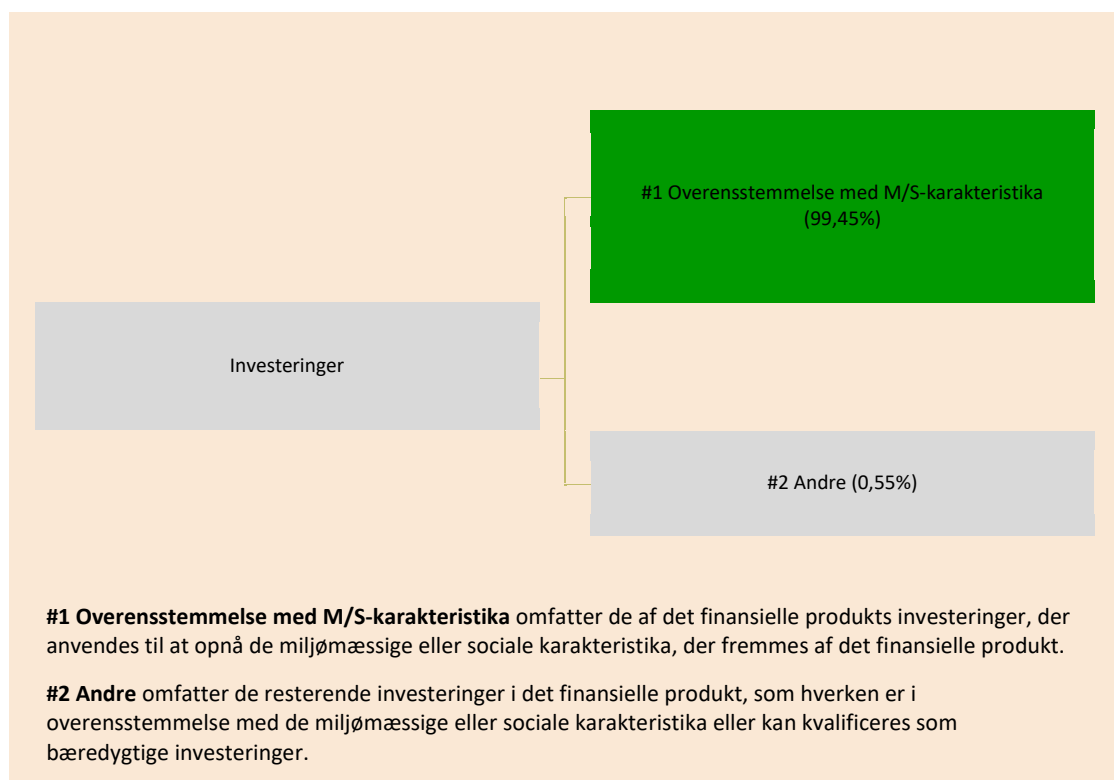 #1 Overensstemmelse med M/S-karakteristika
(99,45%)
Investeringer
#2 Andre (0,55%)
#1 Overensstemmelse med M/S-karakteristika omfatter de af det finansielle produkts investeringer, der
anvendes til at opnå de miljømæssige eller sociale karakteristika, der fremmes af det finansielle produkt.
#2 Andre omfatter de resterende investeringer i det finansielle produkt, som hverken er i
overensstemmelse med de miljømæssige eller sociale karakteristika eller kan kvalificeres som
bæredygtige investeringer.